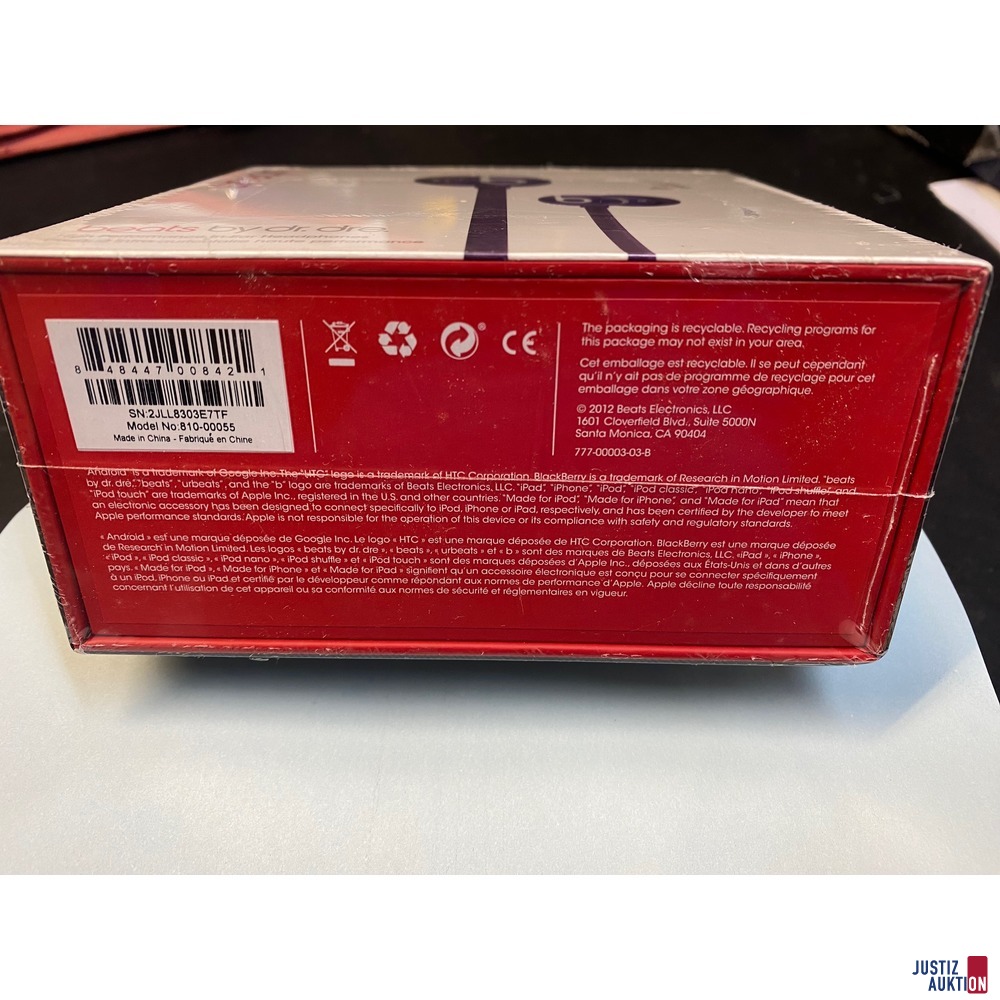 beats by dr. dre
8 48447 00842 1
SN:2JLL8303E7TF
Model No:810-00055
Made in China - Fabriqué en Chine
CE
The packaging is recyclable. Recycling programs for
this package may not exist in your area.
Cet emballage est recyclable. Il se peut cependant
qu'il n'y ait pas de programme de recyclage pour cet
emballage dans votre zone géographique.
© 2012 Beats Electronics, LLC
1601 Cloverfield Blvd., Suite 5000N
Santa Monica, CA 90404
777-00003-03-B
Android is a trademark of Google Inc. The "HTC" logo is a trademark of HTC Corporation. BlackBerry is a trademark of Research in Motion Limited. "beats
by dr. dre", "beats", "urbeats", and the "b" logo are trademarks of Beats Electronics, LLC. "iPad", "iPhone", "iPod", "iPod classic", "iPod nano", "iPod shuffle" and
"iPod touch" are trademarks of Apple Inc., registered in the U.S. and other countries. "Made for iPod", "Made for iPhone", and "Made for iPad" mean that
an electronic accessory has been designed to connect specifically to iPod, iPhone or iPad, respectively, and has been certified by the developer to meet
Apple performance standards. Apple is not responsible for the operation of this device or its compliance with safety and regulatory standards.
« Android » est une marque déposée de Google Inc. Le logo « HTC » est une marque déposée de HTC Corporation. BlackBerry est une marque déposée
de Research in Motion Limited. Les logos « beats by dr. dre », « beats », « urbeats » et « b » sont des marques de Beats Electronics, LLC. «iPad », « iPhone »,
« iPod », « iPod classic », « iPod nano », « iPod shuffle » et « iPod touch » sont des marques déposées d'Apple Inc., déposées aux États-Unis et dans d'autres
pays. « Made for iPod », « Made for iPhone » et « Made for iPad » signifient qu'un accessoire électronique est conçu pour se connecter spécifiquement
à un iPod, iPhone ou iPad et certifié par le développeur comme répondant aux normes de performance d'Apple. Apple décline toute responsabilité
concernant l'utilisation de cet appareil ou sa conformité aux normes de sécurité et réglementaires en vigueur.
JUSTIZ
AUKTION